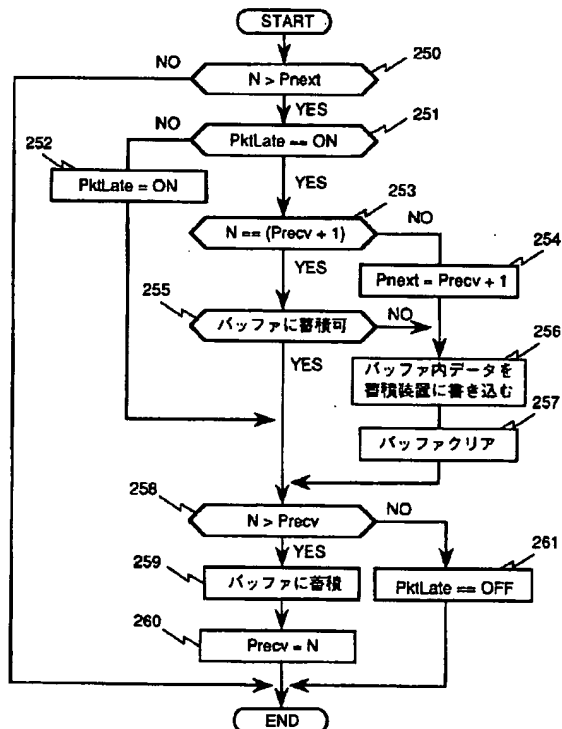 START
NO
250
N > Pnext
YES
NO
251
252
PktLate == ON
PktLate = ON
YES
253
N == (Precv + 1)
NO
254
YES
Pnext = Precv + 1
255
バッファに蓄積可
NO
256
YES
バッファ内データを
蓄積装置に書き込む
257
バッファクリア
258
N > Precv
NO
YES
261
259
バッファに蓄積
PktLate == OFF
260
Precv = N
END